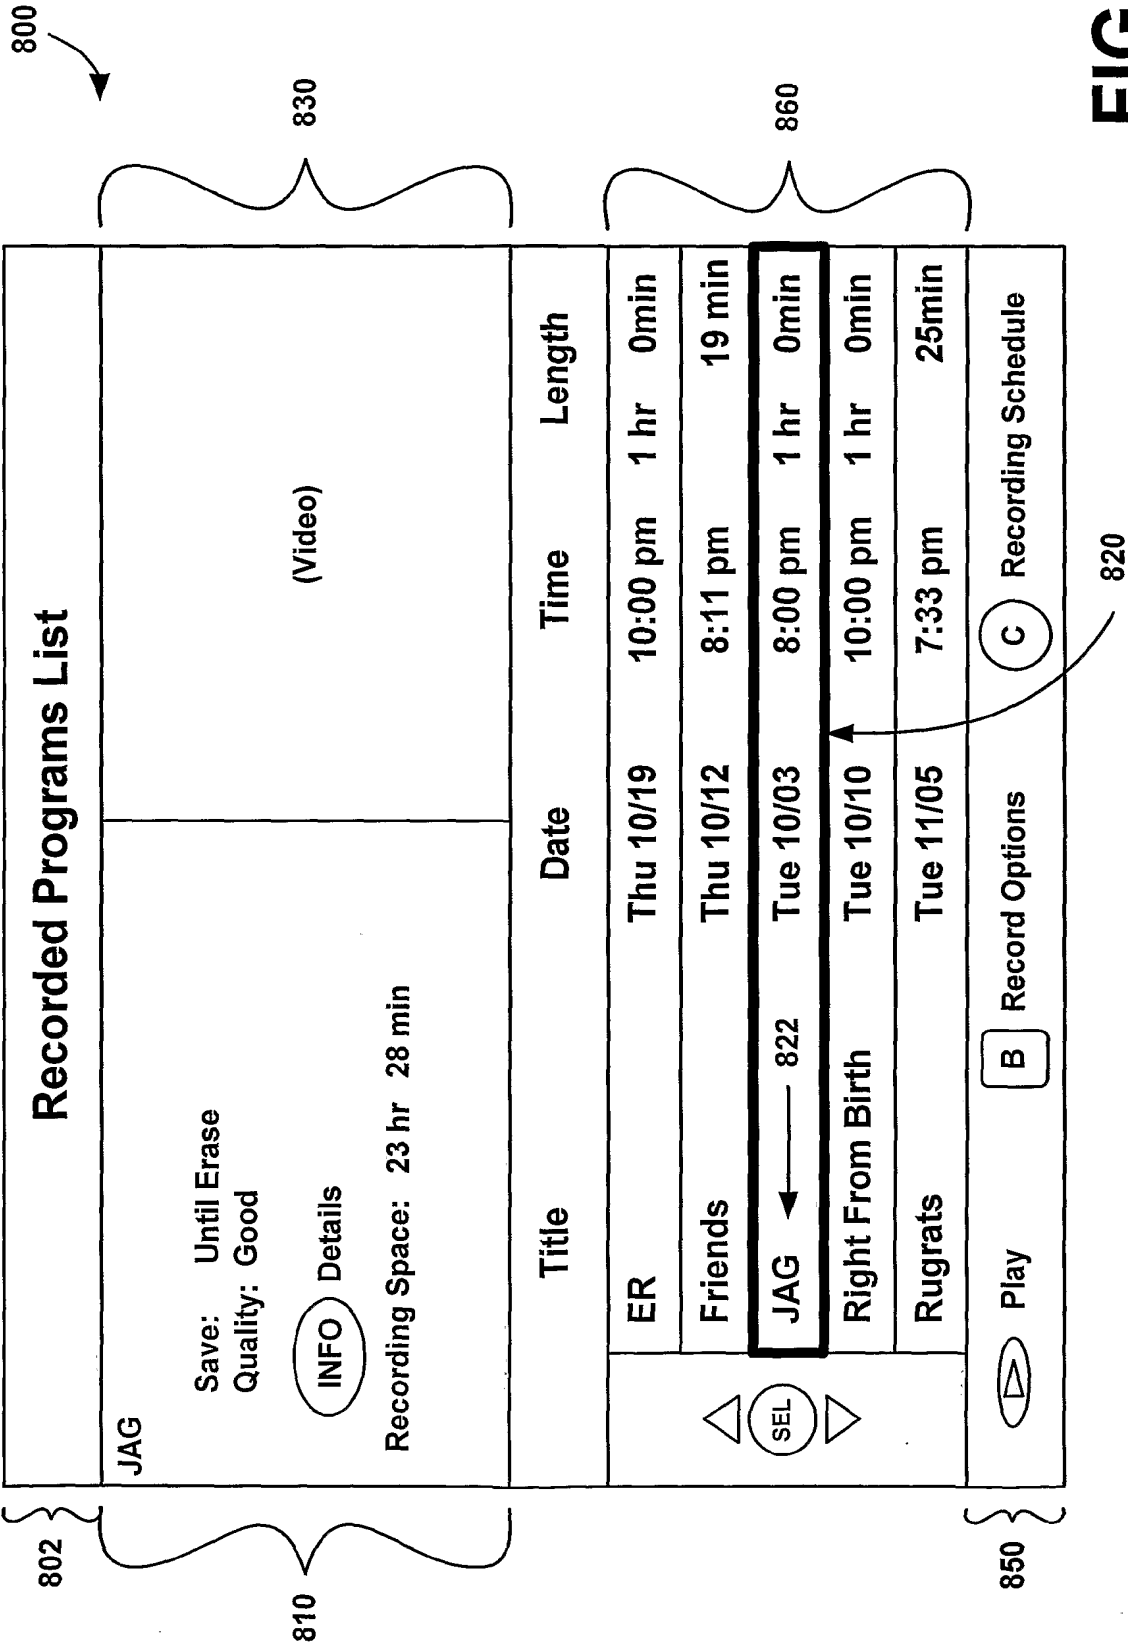 800
802
Recorded Programs List
810
JAG
Save: Until Erase
Quality: Good
INFO Details
Recording Space: 23 hr 28 min
(Video)
830
Title Date Time Length
860
ER Thu 10/19 10:00 pm 1 hr 0min
Friends Thu 10/12 8:11 pm 19 min
SEL
JAG 822 Tue 10/03 8:00 pm 1 hr 0min
Right From Birth Tue 10/10 10:00 pm 1 hr 0min
Rugrats Tue 11/05 7:33 pm 25min
850
Play B Record Options C Recording Schedule
820